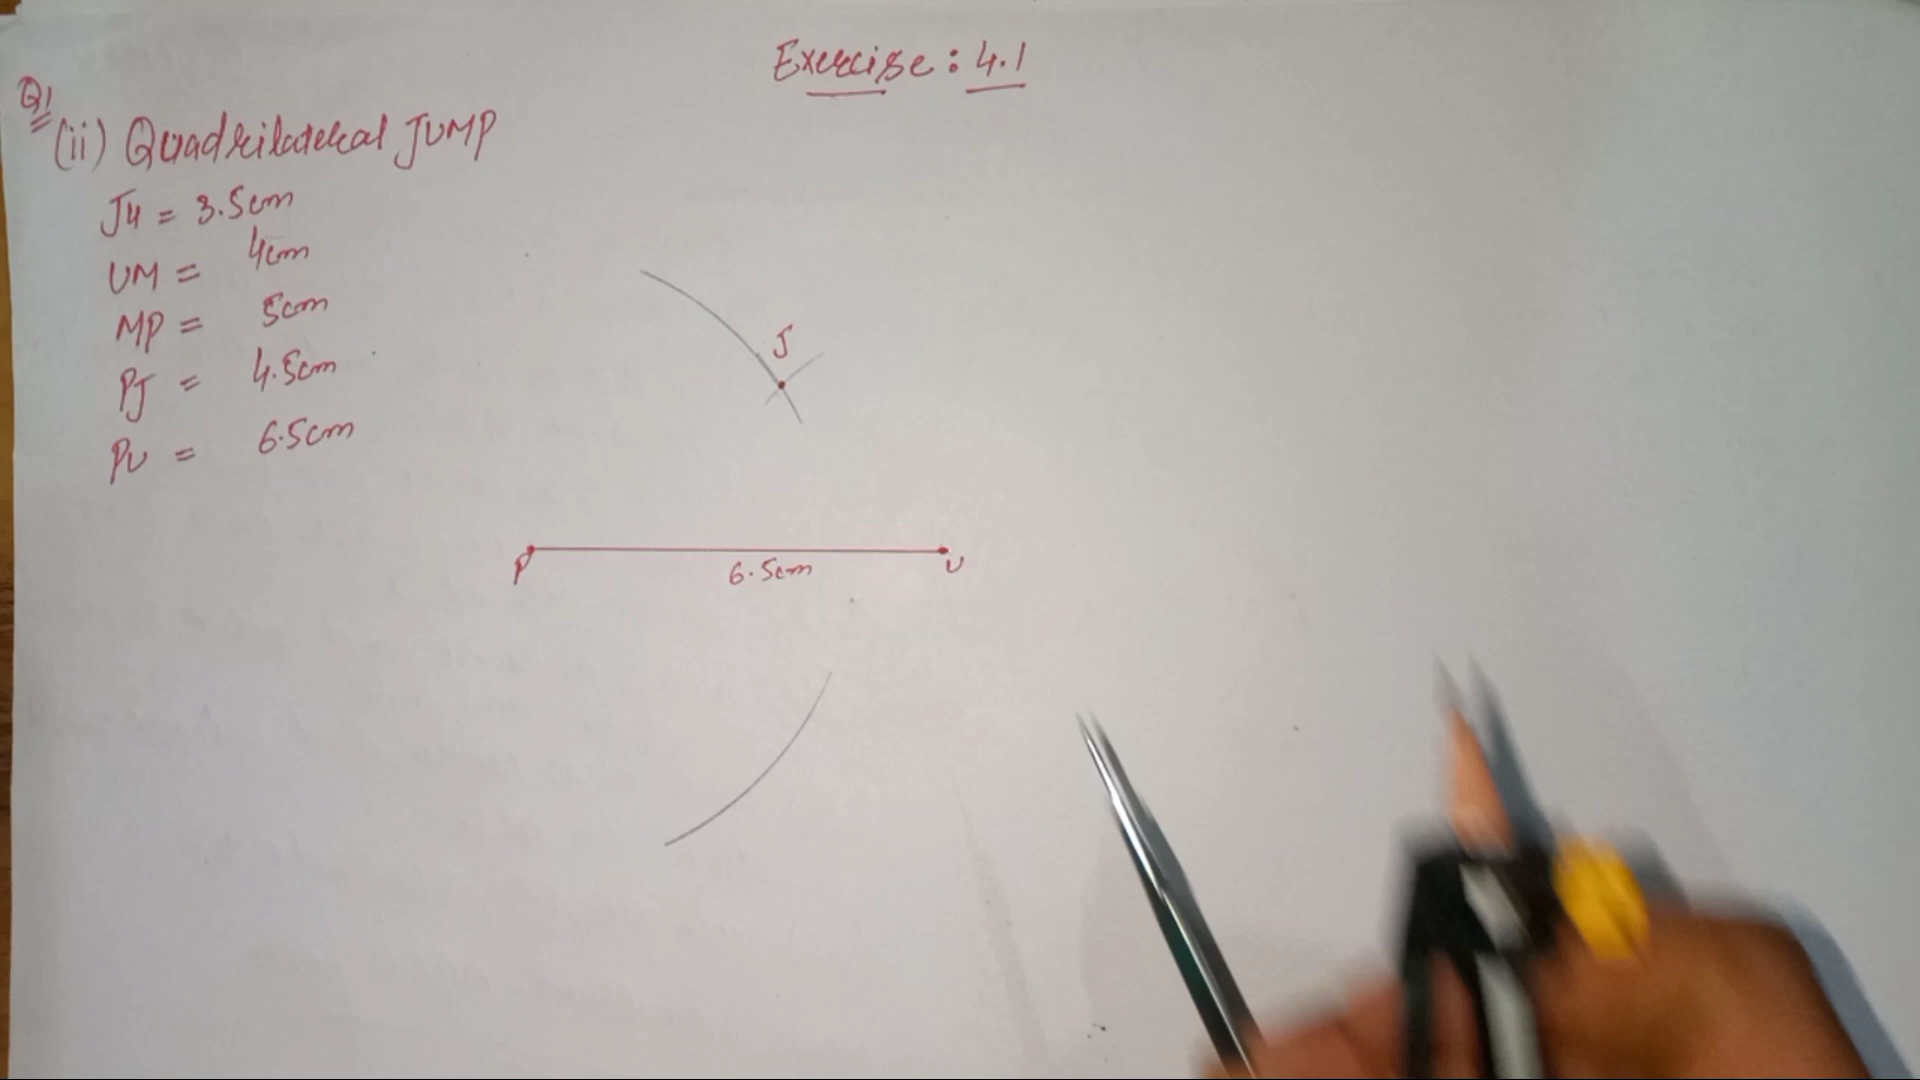 Exercise : 4.1
Q1
(ii) Quadrilateral JUMP
JU = 3.5cm
UM = 4cm
MP = 5cm
PJ = 4.5cm
PU = 6.5cm
J
P
U
6.5cm